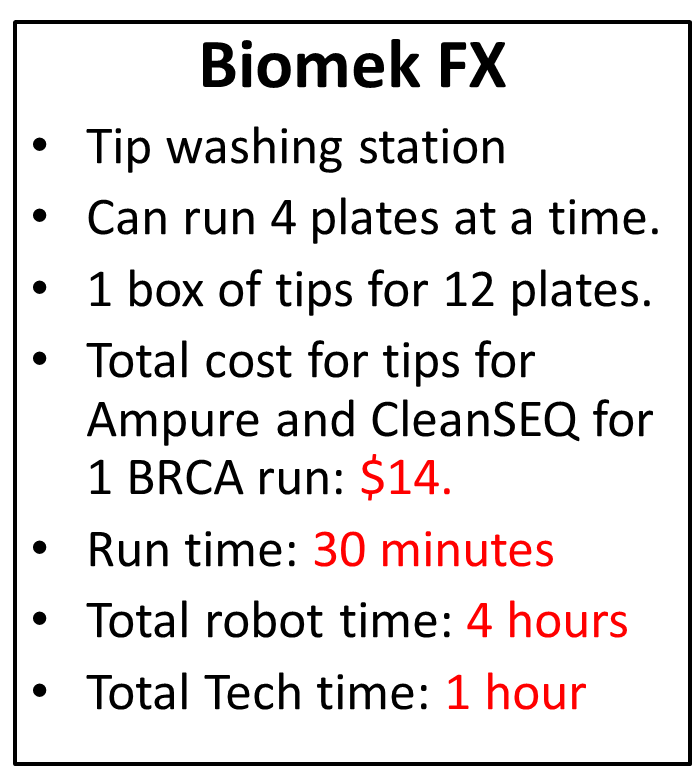 Biomek FX
• Tip washing station
• Can run 4 plates at a time.
• 1 box of tips for 12 plates.
• Total cost for tips for
Ampure and CleanSEQ for
1 BRCA run: $14.
• Run time: 30 minutes
• Total robot time: 4 hours
• Total Tech time: 1 hour